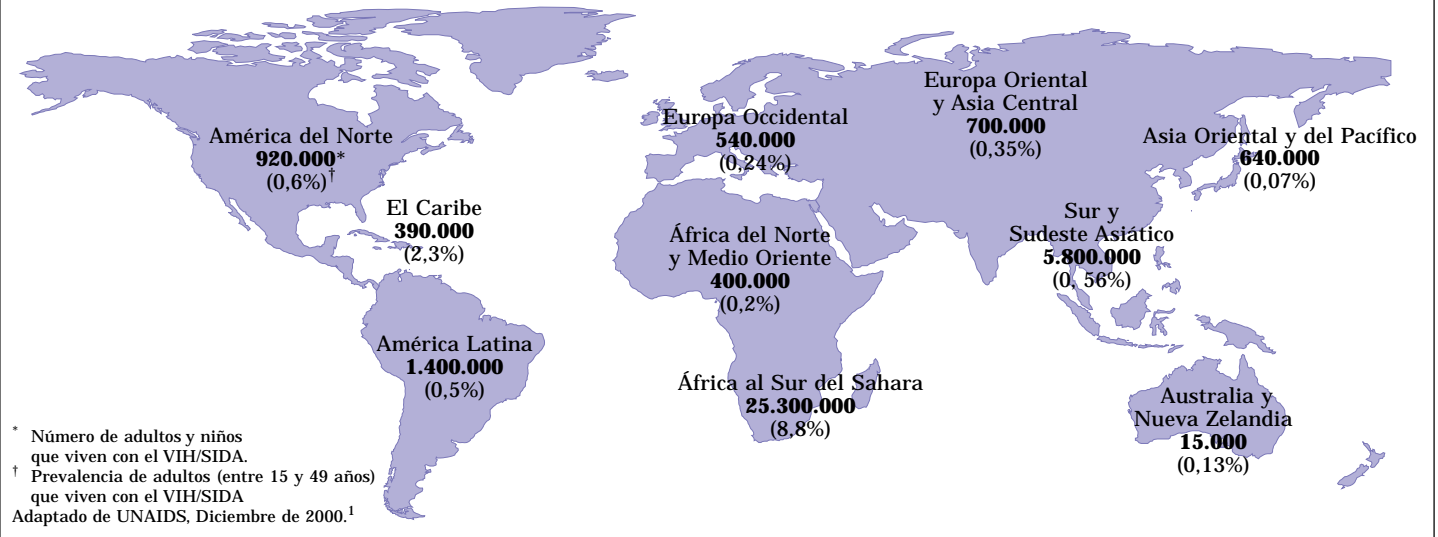 América del Norte
920.000*
(0,6%)†
El Caribe
390.000
(2,3%)
América Latina
1.400.000
(0,5%)
Europa Occidental
540.000
(0,24%)
África del Norte
y Medio Oriente
400.000
(0,2%)
África al Sur del Sahara
25.300.000
(8,8%)
Europa Oriental
y Asia Central
700.000
(0,35%)
Asia Oriental y del Pacífico
640.000
(0,07%)
Sur y
Sudeste Asiático
5.800.000
(0, 56%)
Australia y
Nueva Zelandia
15.000
(0,13%)
* Número de adultos y niños
que viven con el VIH/SIDA.
† Prevalencia de adultos (entre 15 y 49 años)
que viven con el VIH/SIDA
Adaptado de UNAIDS, Diciembre de 2000.1